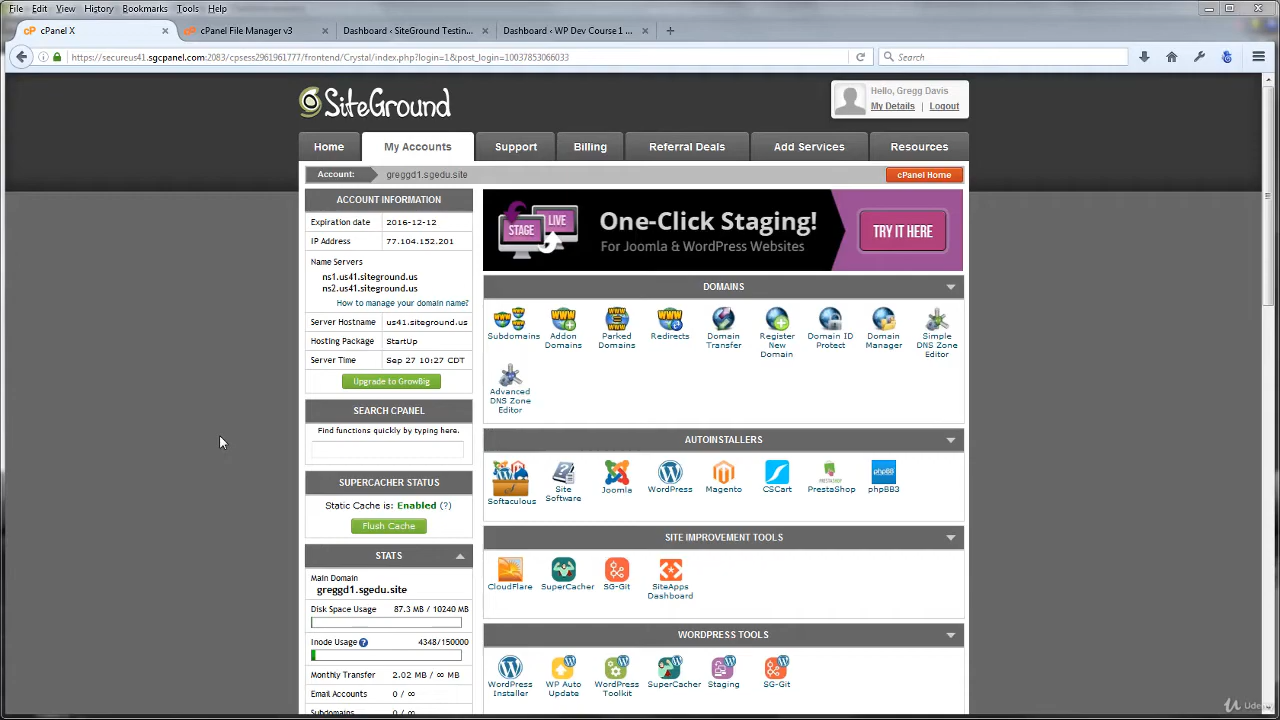 File Edit View History Bookmarks Tools Help
cPanel X
cPanel File Manager v3
Dashboard ‹ SiteGround Testin...
Dashboard ‹ WP Dev Course 1 ...
https://secureus41.sgcpanel.com:2083/cpsess2961961777/frontend/Crystal/index.php?login=1&post_login=10037853066033
Search
SiteGround
Hello, Gregg Davis
My Details | Logout
Home My Accounts Support Billing Referral Deals Add Services Resources
Account: greggd1.sgedu.site
cPanel Home
ACCOUNT INFORMATION
Expiration date 2016-12-12
IP Address 77.104.152.201
Name Servers
ns1.us41.siteground.us
ns2.us41.siteground.us
How to manage your domain name?
Server Hostname us41.siteground.us
Hosting Package StartUp
Server Time Sep 27 10:27 CDT
Upgrade to GrowBig
SEARCH CPANEL
Find functions quickly by typing here.
SUPERCACHER STATUS
Static Cache is: Enabled (?)
Flush Cache
STATS
Main Domain
greggd1.sgedu.site
Disk Space Usage 87.3 MB / 10240 MB
Inode Usage ? 4348/150000
Monthly Transfer 2.02 MB / ∞ MB
Email Accounts 0 / ∞
Subdomains 0 / ∞
STAGE LIVE
One-Click Staging!
For Joomla & WordPress Websites
TRY IT HERE
DOMAINS
Subdomains
Addon Domains
Parked Domains
Redirects
Domain Transfer
Register New Domain
Domain ID Protect
Domain Manager
Simple DNS Zone Editor
Advanced DNS Zone Editor
AUTOINSTALLERS
Softaculous
Site Software
Joomla
WordPress
Magento
CSCart
PrestaShop
phpBB3
SITE IMPROVEMENT TOOLS
CloudFlare
SuperCacher
SG-Git
SiteApps Dashboard
WORDPRESS TOOLS
WordPress Installer
WP Auto Update
WordPress Toolkit
SuperCacher
Staging
SG-Git